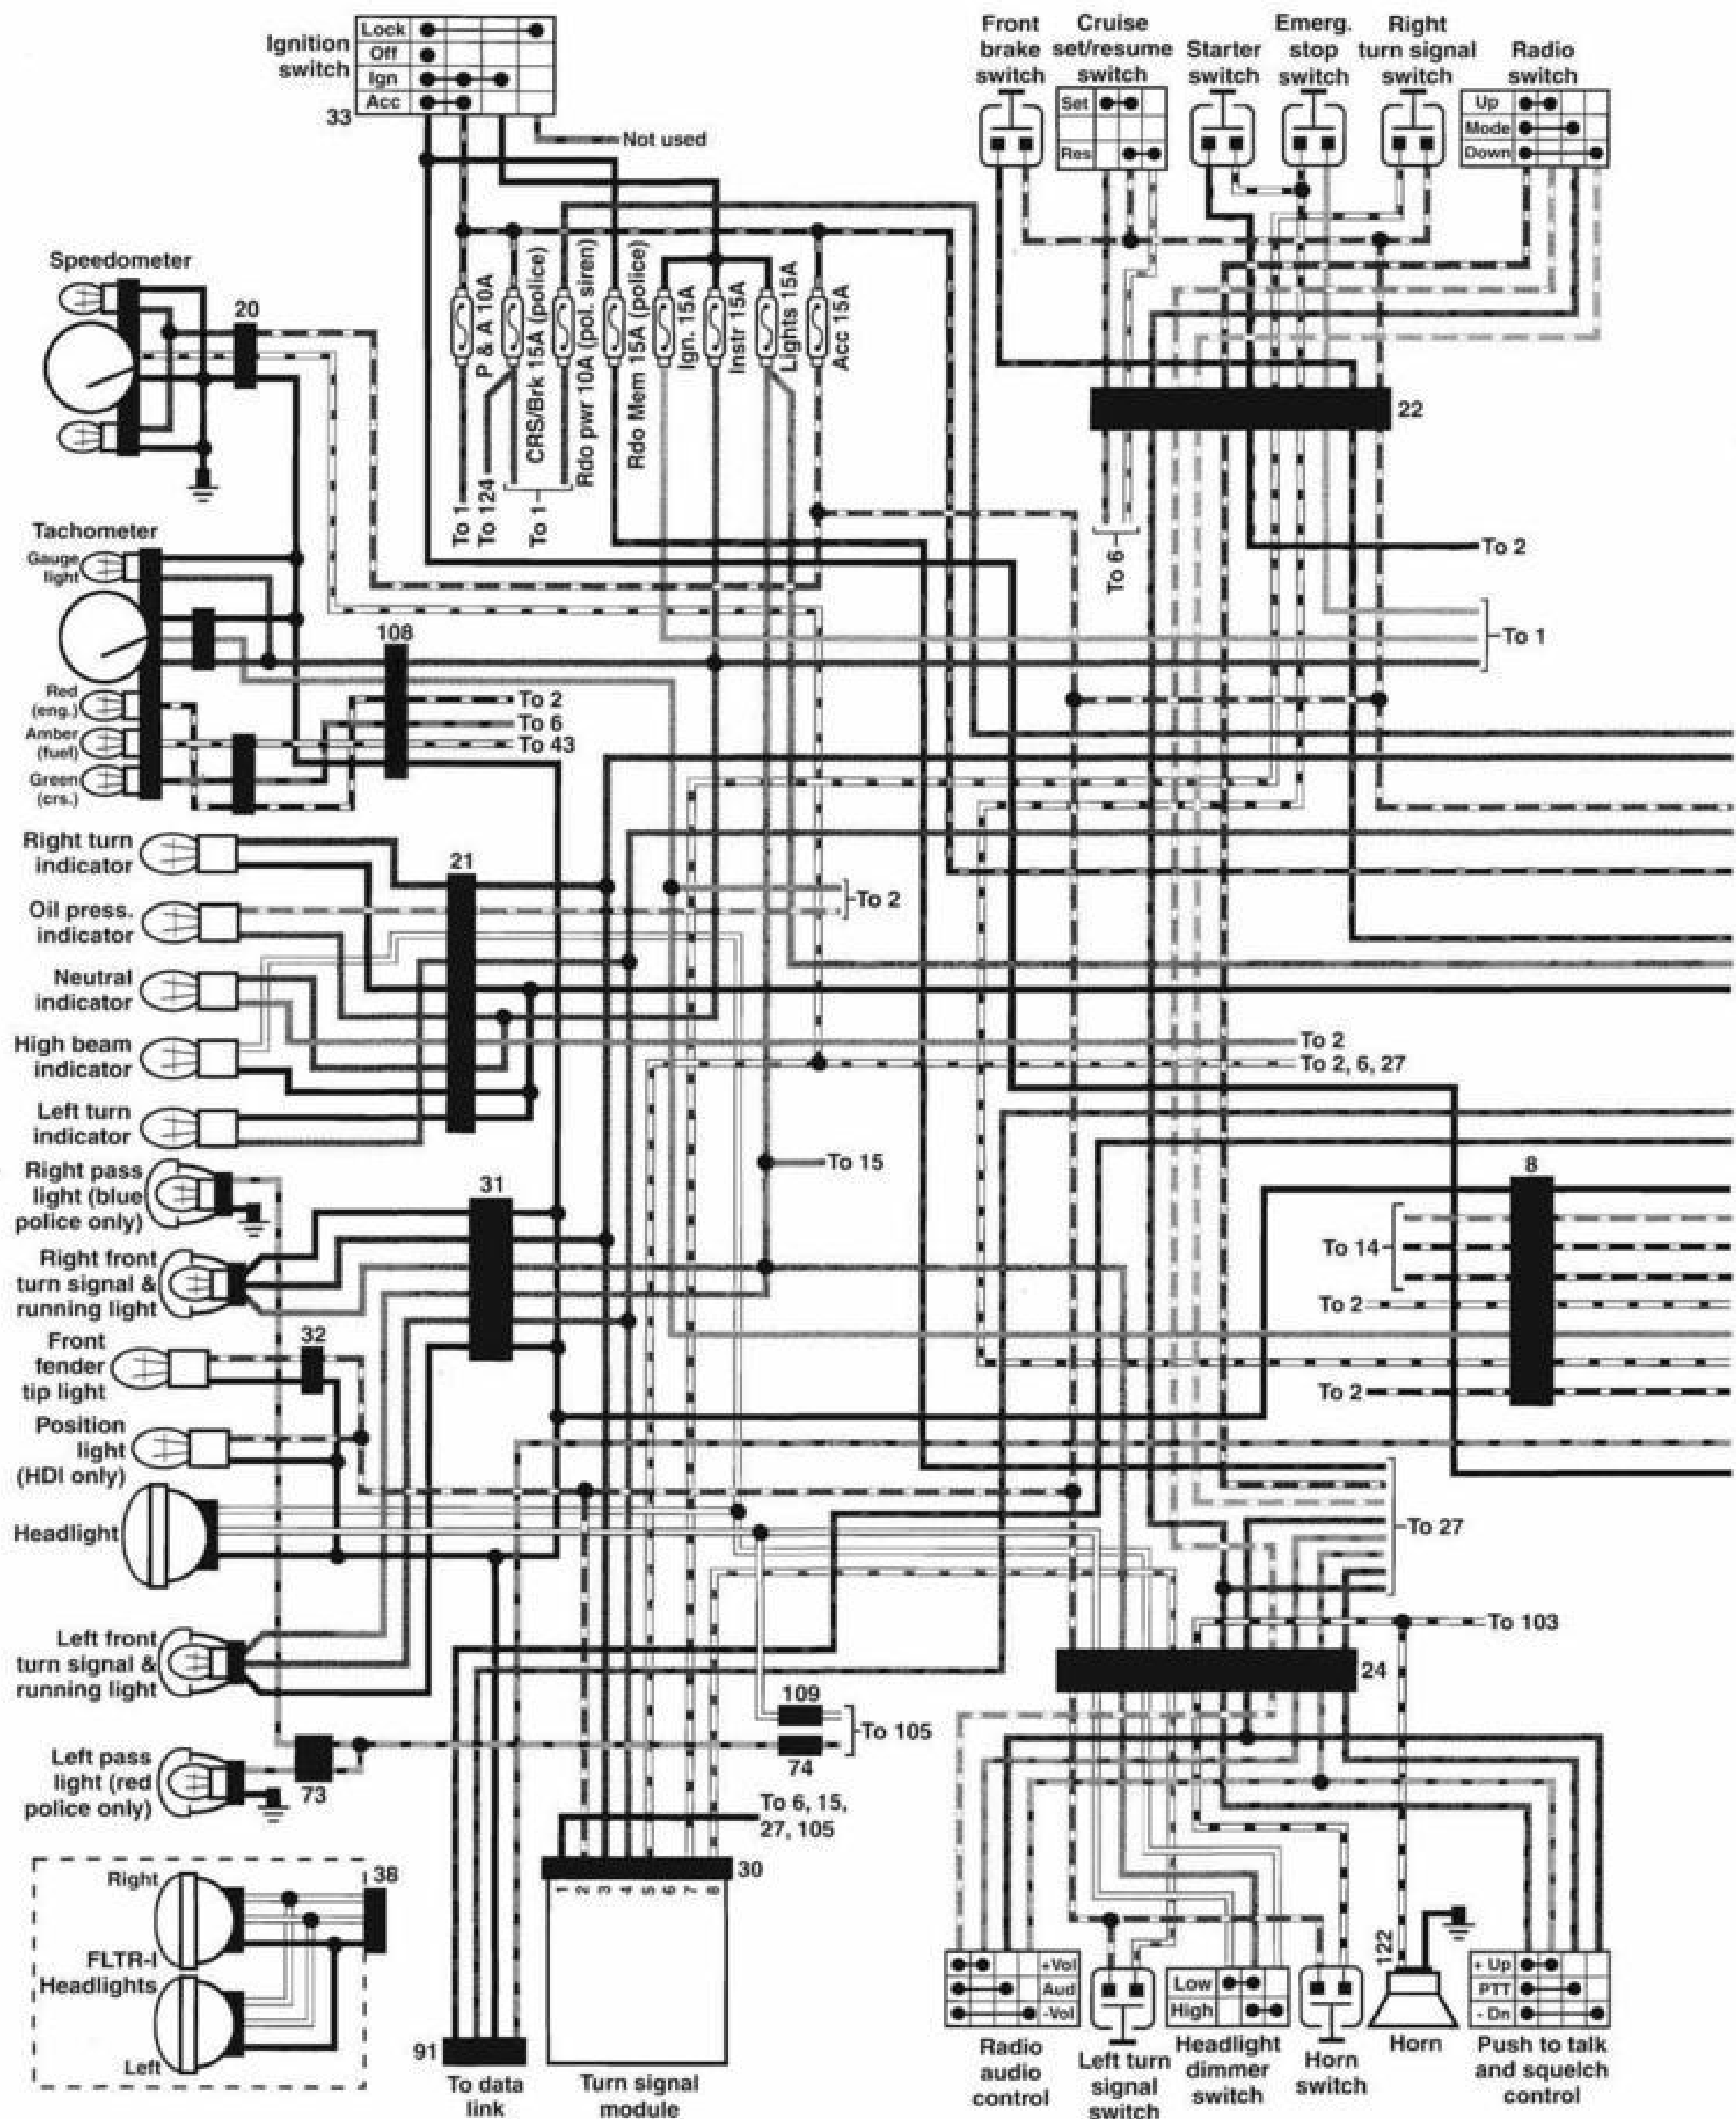 Ignition
switch
Lock
Off
Ign
Acc
33
Not used
Front
brake
switch
Cruise
set/resume
switch
Set
Res
Starter
switch
Emerg.
stop
switch
Right
turn signal
switch
Radio
switch
Up
Mode
Down
22
Speedometer
20
P & A 10A
CRS/Brk 15A (police)
Rdo pwr 10A (pol. siren)
Rdo Mem 15A (police)
Ign. 15A
Instr 15A
Lights 15A
Acc 15A
To 1
To 124
To 1
To 6
To 2
To 1
Tachometer
Gauge
light
108
Red
(eng.)
Amber
(fuel)
Green
(crs.)
To 2
To 6
To 43
Right turn
indicator
21
Oil press.
indicator
To 2
Neutral
indicator
High beam
indicator
To 2
To 2, 6, 27
Left turn
indicator
Right pass
light (blue
police only)
To 15
31
8
Right front
turn signal &
running light
To 14
To 2
To 2
Front
fender
tip light
32
Position
light
(HDI only)
Headlight
To 27
To 103
24
Left front
turn signal &
running light
109
To 105
74
Left pass
light (red
police only)
73
To 6, 15,
27, 105
30
1 2 3 4 5 6 7 8
Right
38
FLTR-I
Headlights
Left
91
To data
link
Turn signal
module
+Vol
Aud
-Vol
Radio
audio
control
Left turn
signal
switch
Low
High
Headlight
dimmer
switch
Horn
switch
122
Horn
+ Up
PTT
- Dn
Push to talk
and squelch
control